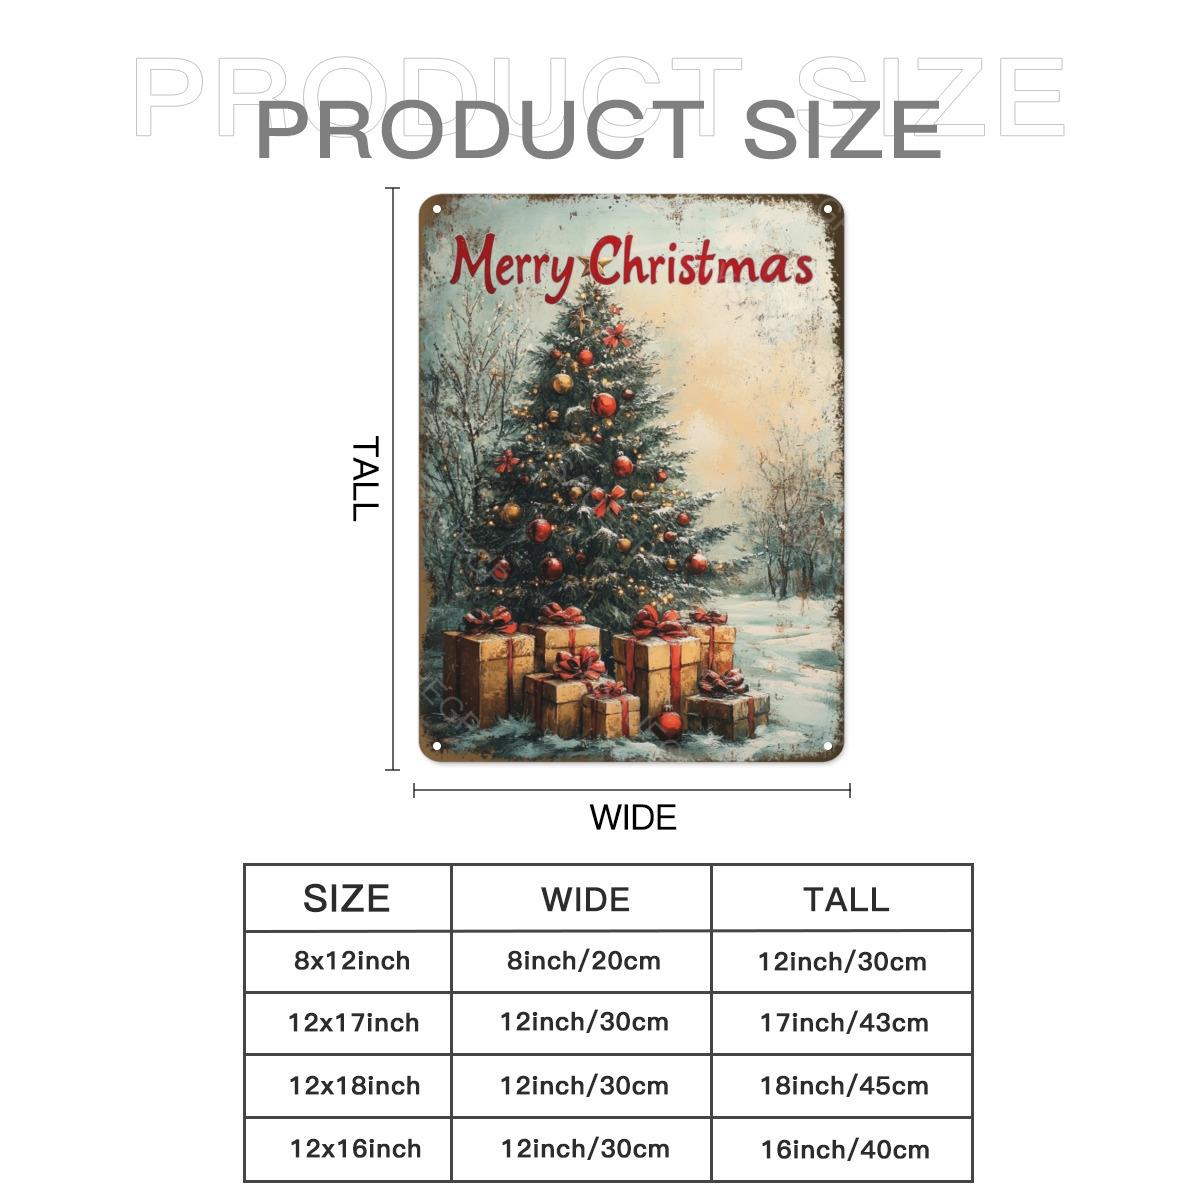 PRODUCT SIZE
PRODUCT SIZE
Merry Christmas
TALL
WIDE
SIZE WIDE TALL
8x12inch 8inch/20cm 12inch/30cm
12x17inch 12inch/30cm 17inch/43cm
12x18inch 12inch/30cm 18inch/45cm
12x16inch 12inch/30cm 16inch/40cm